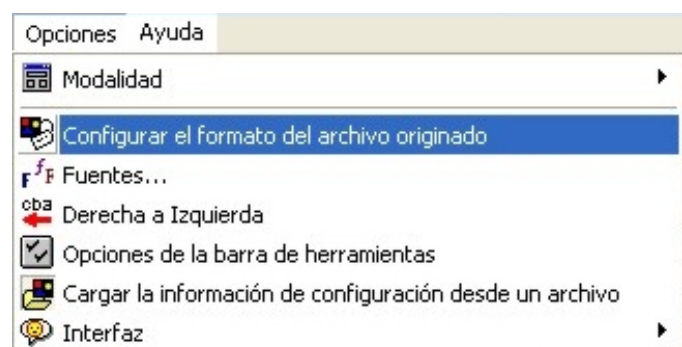 Opciones Ayuda
Modalidad
Configurar el formato del archivo originado
Fuentes...
cba Derecha a Izquierda
Opciones de la barra de herramientas
Cargar la información de configuración desde un archivo
Interfaz